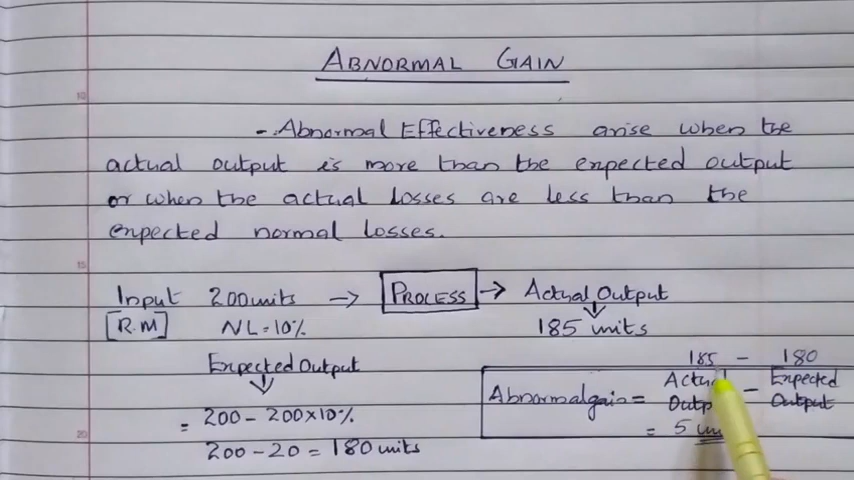 ABNORMAL GAIN
- Abnormal Effectiveness arise when the
actual output is more than the expected output
or when the actual losses are less than the
expected normal losses.
Input 200 units → PROCESS → Actual Output
[R.M] NL = 10% 185 units
Expected Output
185 - 180
Abnormal gain = Actual Output - Expected Output
= 200 - 200 x 10%
= 5
200 - 20 = 180 units